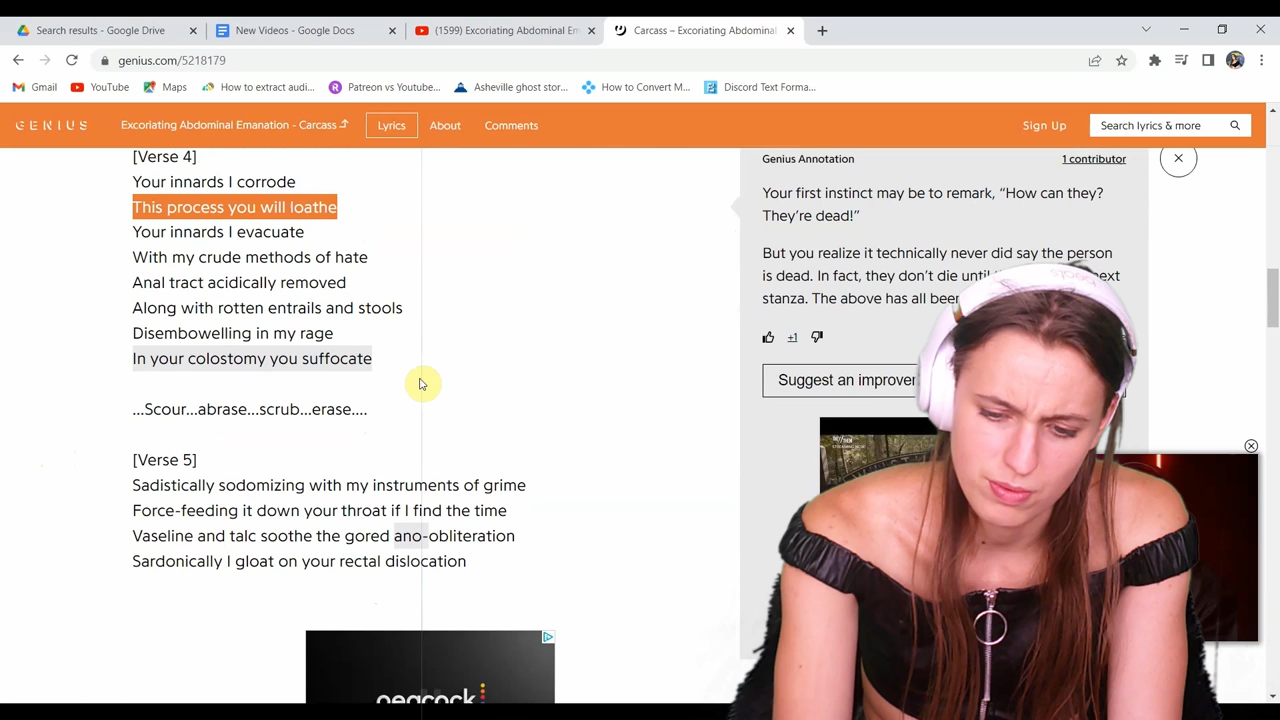 Search results - Google Drive
New Videos - Google Docs
(1599) Excoriating Abdominal Em
Carcass – Excoriating Abdominal
genius.com/5218179
Gmail
YouTube
Maps
How to extract audi...
Patreon vs Youtube...
Asheville ghost stor...
How to Convert M...
Discord Text Forma...
GENIUS
Excoriating Abdominal Emanation - Carcass
Lyrics
About
Comments
Sign Up
Search lyrics & more
[Verse 4]
Your innards I corrode
This process you will loathe
Your innards I evacuate
With my crude methods of hate
Anal tract acidically removed
Along with rotten entrails and stools
Disembowelling in my rage
In your colostomy you suffocate
...Scour...abrase...scrub...erase....
[Verse 5]
Sadistically sodomizing with my instruments of grime
Force-feeding it down your throat if I find the time
Vaseline and talc soothe the gored ano-obliteration
Sardonically I gloat on your rectal dislocation
peacock
Genius Annotation
1 contributor
Your first instinct may be to remark, “How can they?
They’re dead!”
But you realize it technically never did say the person
is dead. In fact, they don’t die until next
stanza. The above has all been
+1
Suggest an improve